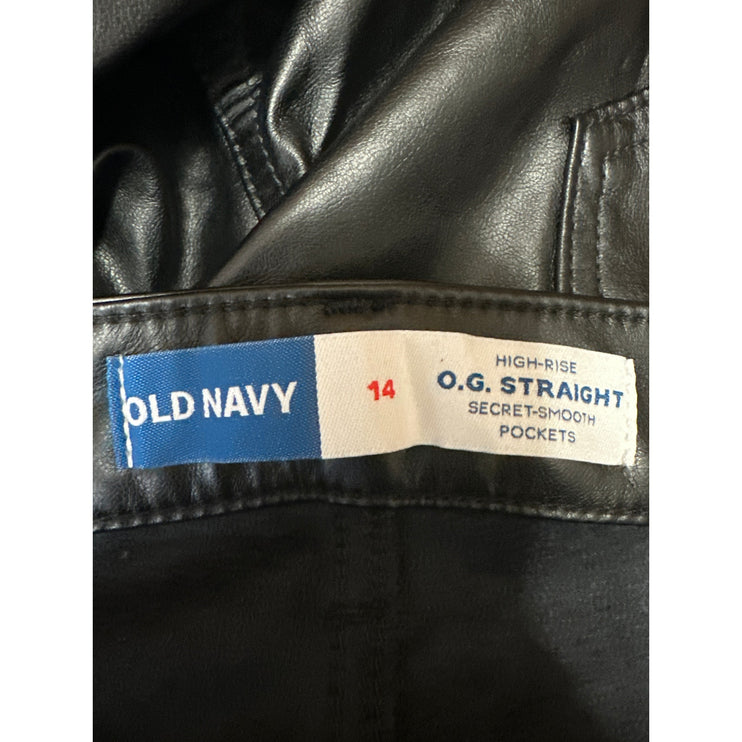 OLD NAVY
14
HIGH-RISE
O.G. STRAIGHT
SECRET-SMOOTH
POCKETS